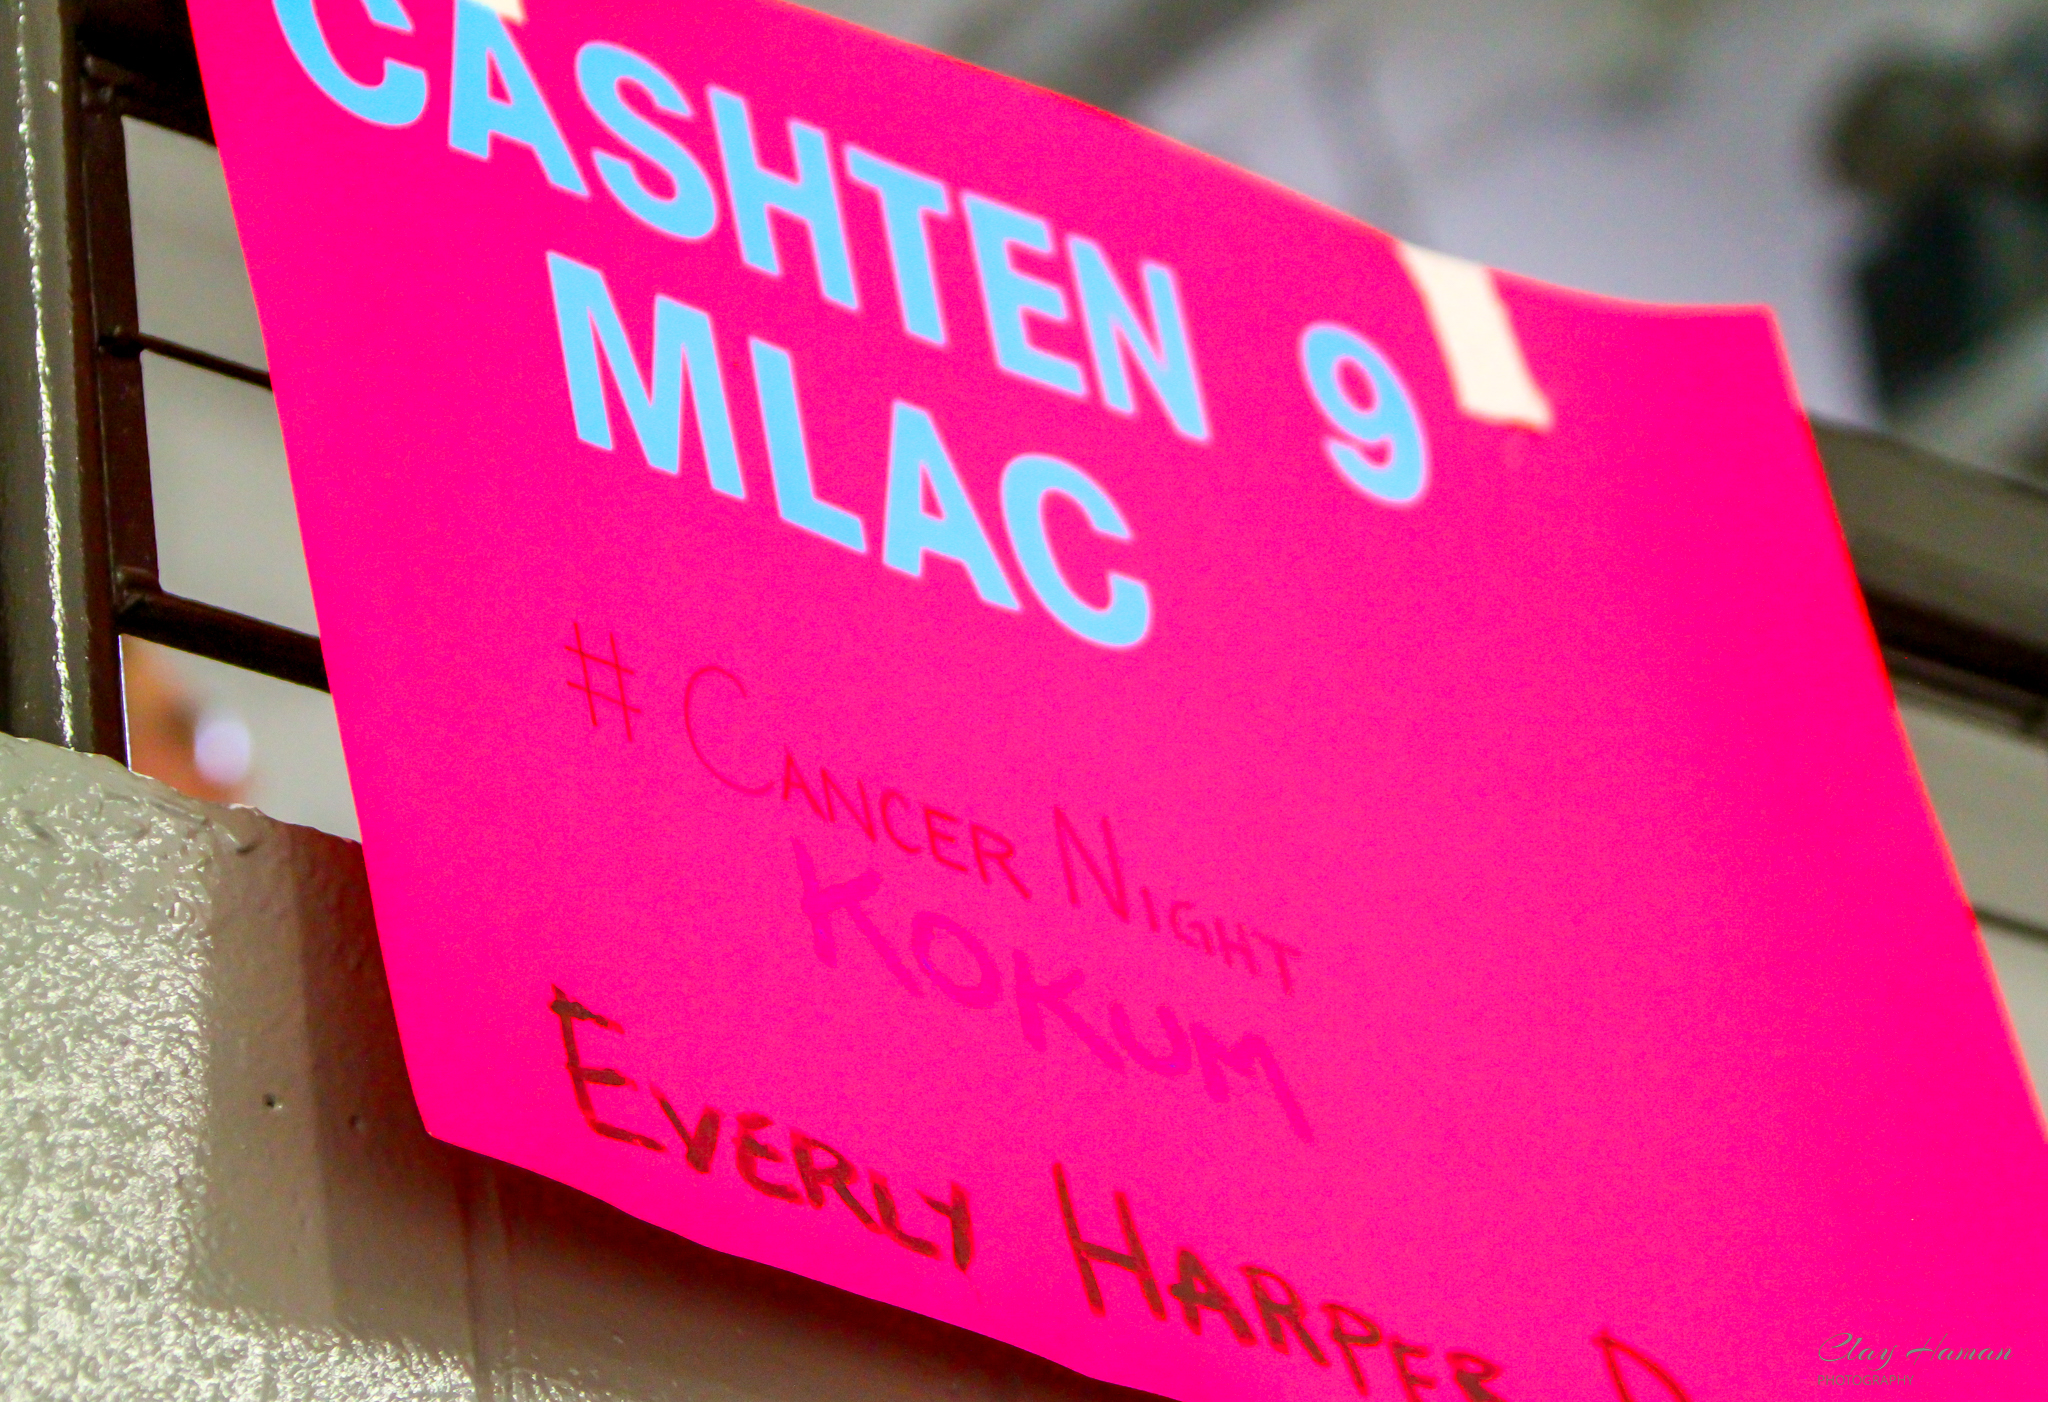 CASHTEN 9
MLAC
# CANCER NIGHT
KOKUM
EVERLY HARPER
Clay Haman
PHOTOGRAPHY